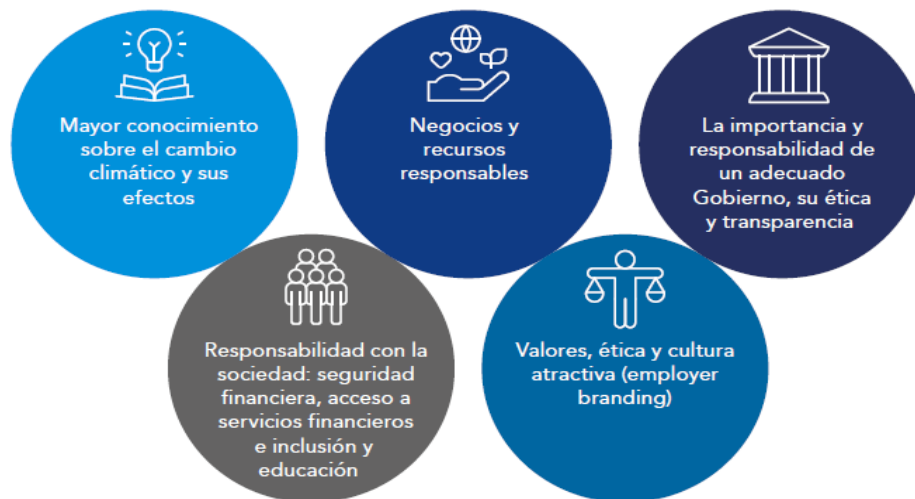 Mayor conocimiento
sobre el cambio
climático y sus
efectos
Negocios y
recursos
responsables
La importancia y
responsabilidad de
un adecuado
Gobierno, su ética
y transparencia
Responsabilidad con la
sociedad: seguridad
financiera, acceso a
servicios financieros
e inclusión y
educación
Valores, ética y cultura
atractiva (employer
branding)